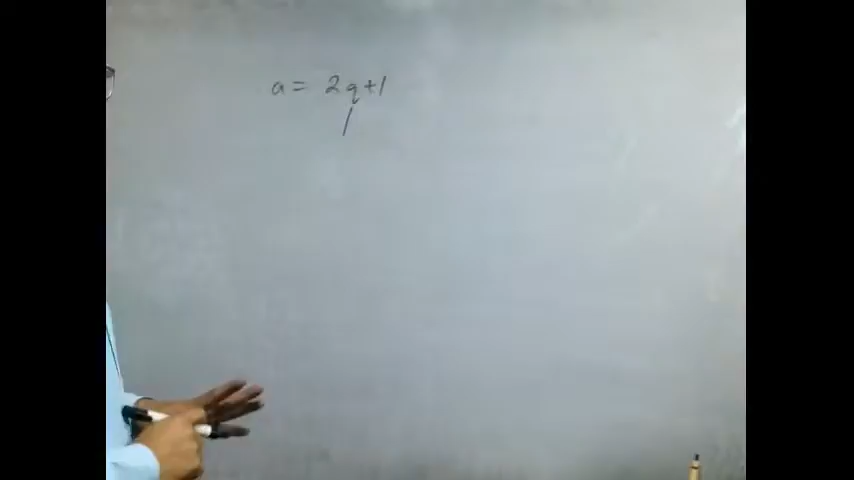 a = 2q+1